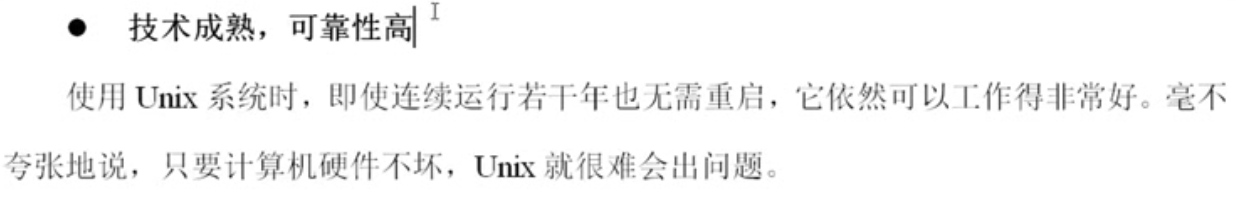 ● 技术成熟，可靠性高
使用 Unix 系统时，即使连续运行若干年也无需重启，它依然可以工作得非常好。毫不
夸张地说，只要计算机硬件不坏，Unix 就很难会出问题。